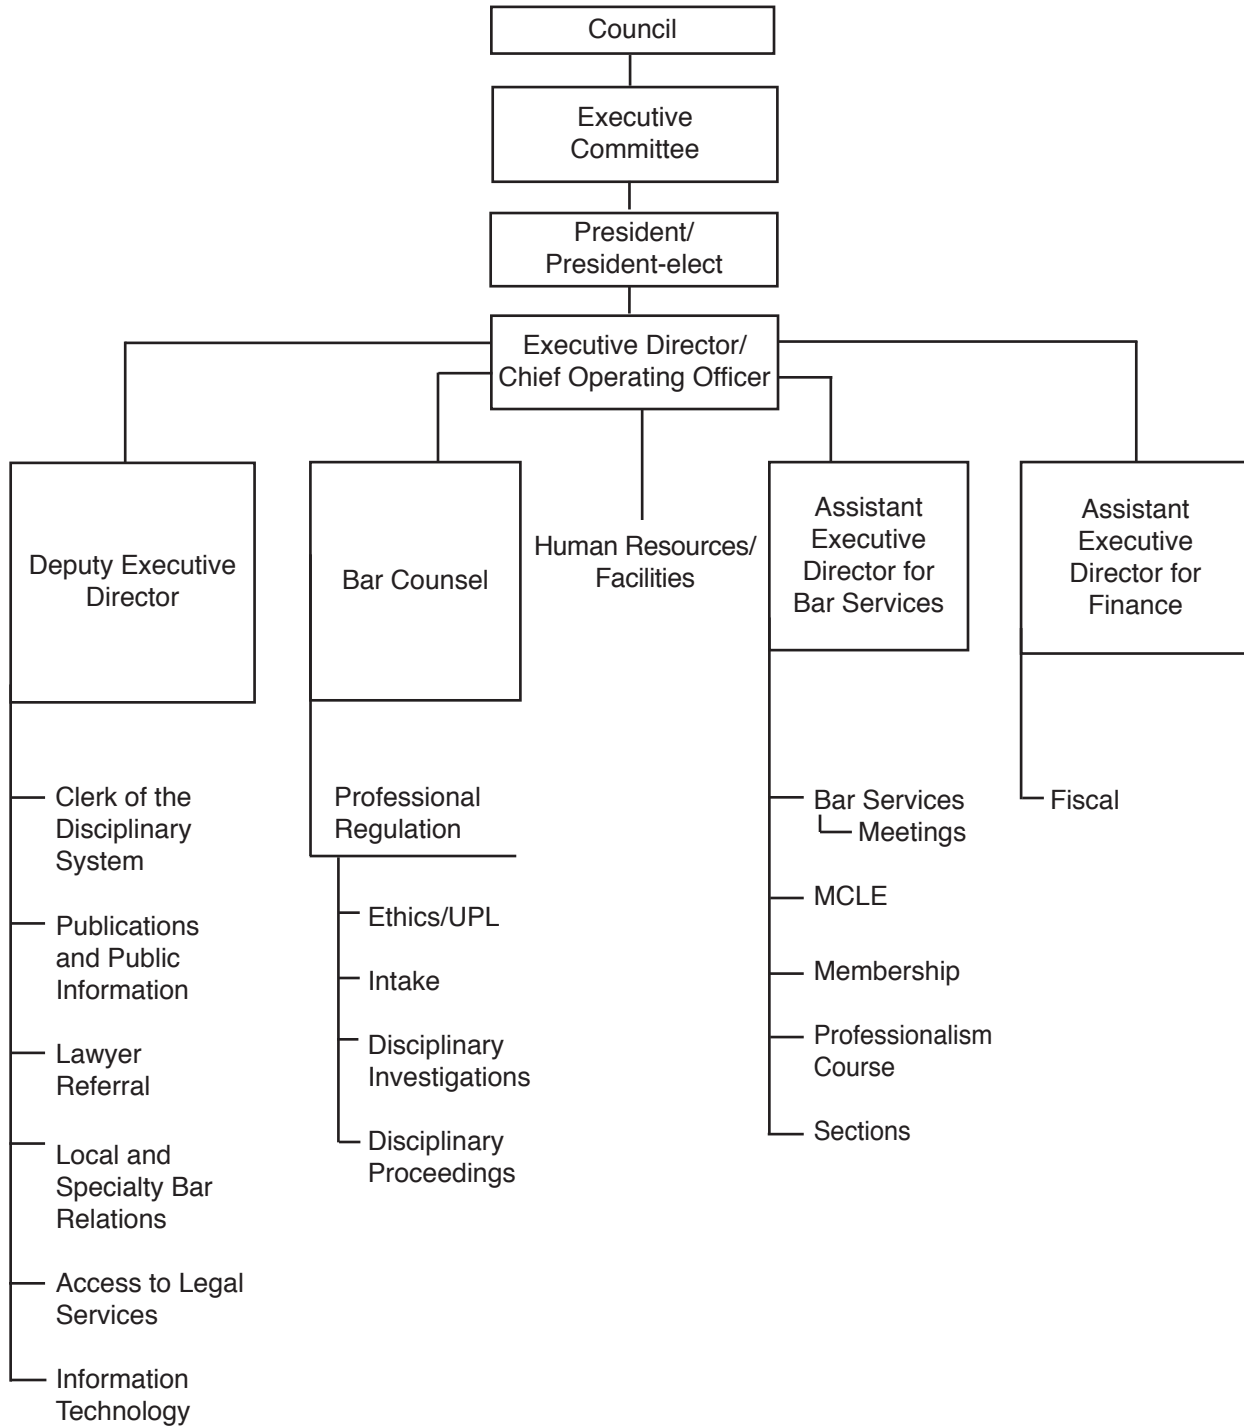 Council
Executive
Committee
President/
President-elect
Executive Director/
Chief Operating Officer
Deputy Executive
Director
Bar Counsel
Human Resources/
Facilities
Assistant
Executive
Director for
Bar Services
Assistant
Executive
Director for
Finance
Clerk of the
Disciplinary
System
Publications
and Public
Information
Lawyer
Referral
Local and
Specialty Bar
Relations
Access to Legal
Services
Information
Technology
Professional
Regulation
Ethics/UPL
Intake
Disciplinary
Investigations
Disciplinary
Proceedings
Bar Services
Meetings
MCLE
Membership
Professionalism
Course
Sections
Fiscal